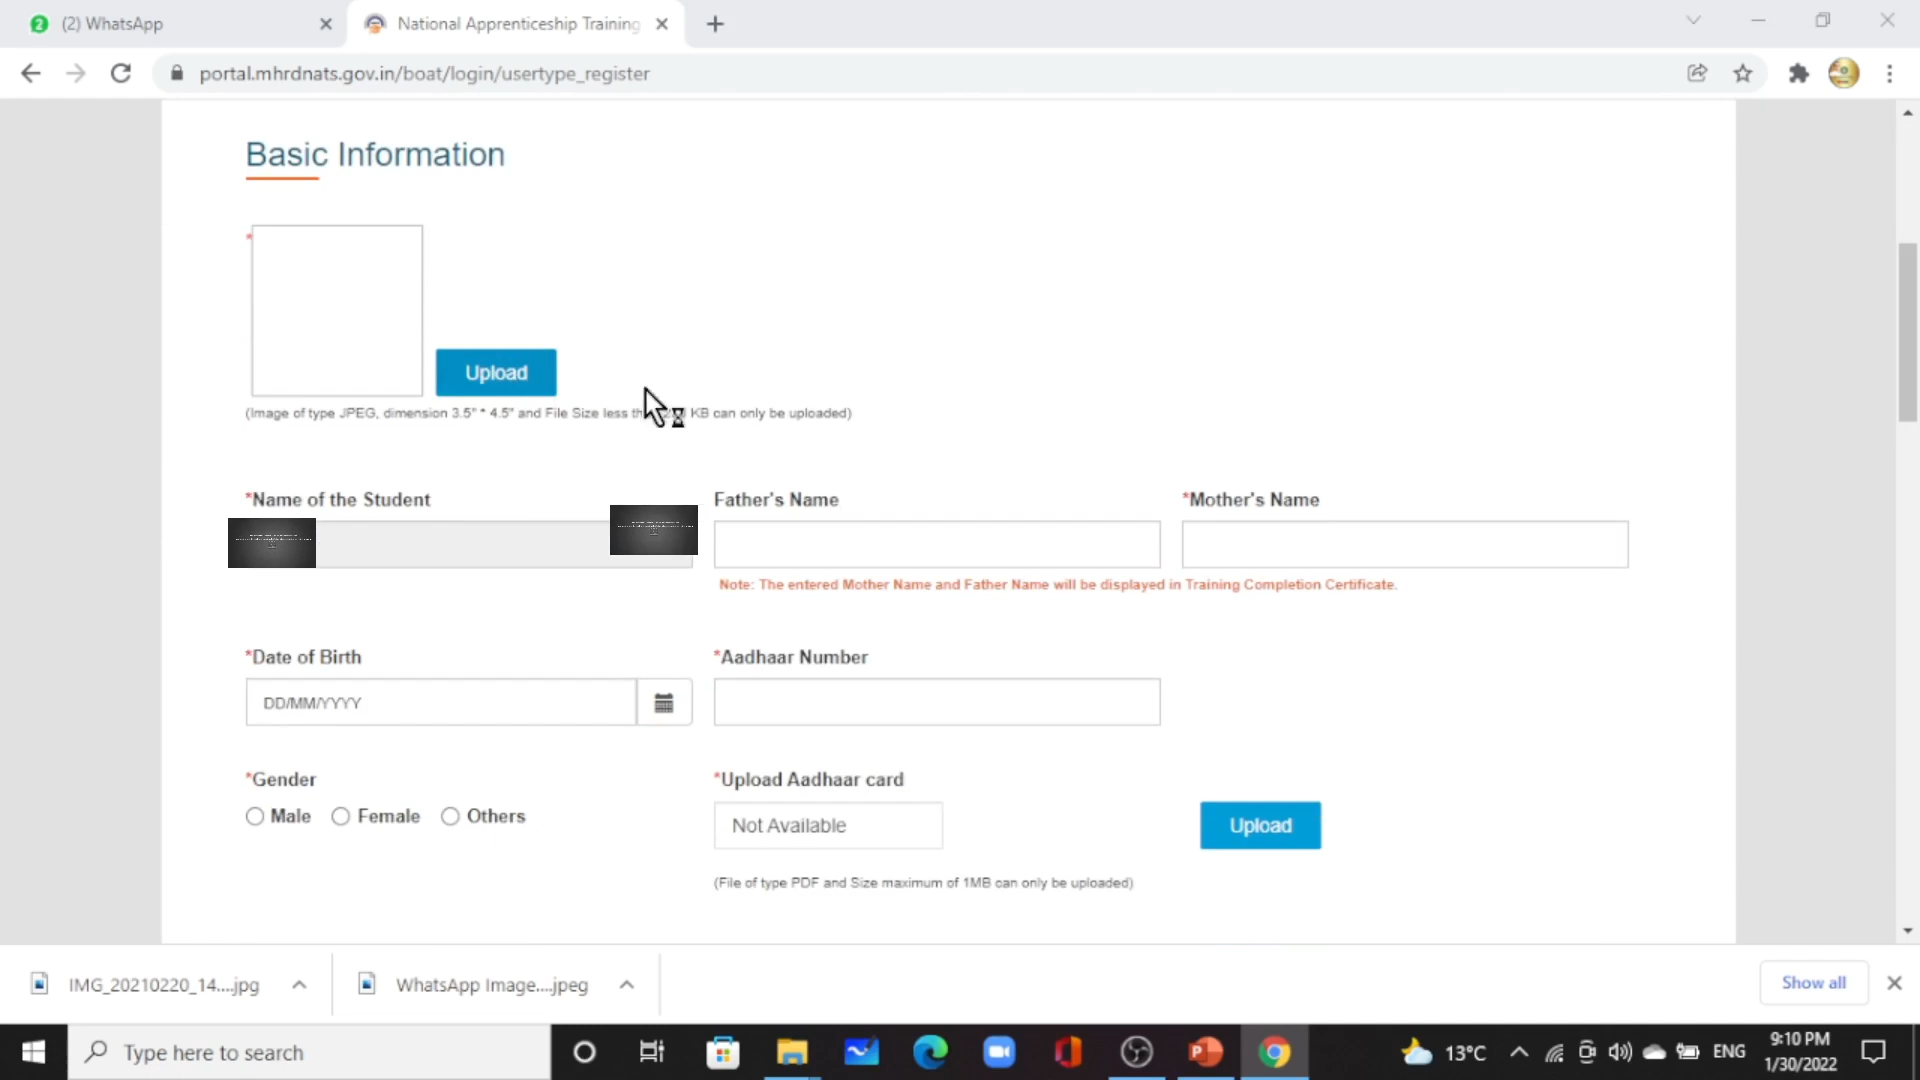 (2) WhatsApp
National Apprenticeship Training
portal.mhrdnats.gov.in/boat/login/usertype_register
Basic Information
*
Upload
(Image of type JPEG, dimension 3.5" * 4.5" and File Size less KB can only be uploaded)
*Name of the Student
Father's Name
*Mother's Name
Note: The entered Mother Name and Father Name will be displayed in Training Completion Certificate.
*Date of Birth
*Aadhaar Number
DD/MM/YYYY
*Gender
*Upload Aadhaar card
Male
Female
Others
Not Available
Upload
(File of type PDF and Size maximum of 1MB can only be uploaded)
IMG_20210220_14....jpg
WhatsApp Image....jpeg
Show all
Type here to search
13°C
ENG
9:10 PM
1/30/2022